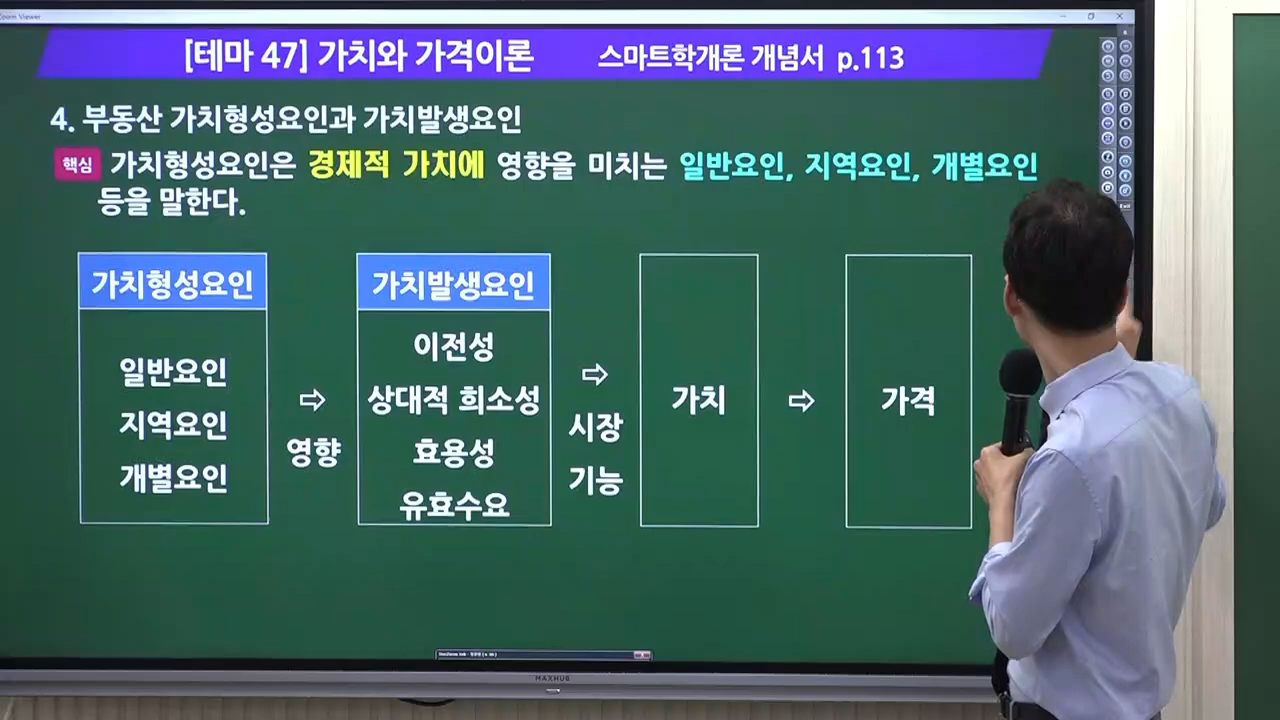 Zoom Viewer
[테마 47] 가치와 가격이론 스마트학개론 개념서 p.113
4. 부동산 가치형성요인과 가치발생요인
핵심 가치형성요인은 경제적 가치에 영향을 미치는 일반요인, 지역요인, 개별요인
등을 말한다.
가치형성요인
일반요인
지역요인
개별요인
⇨
영향
가치발생요인
이전성
상대적 희소성
효용성
유효수요
⇨
시장
기능
가치
⇨
가격
MAXHUB